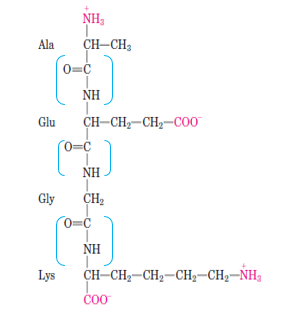 +
NH₃
Ala CH—CH₃
O=C
NH
Glu CH—CH₂—CH₂—COO⁻
O=C
NH
Gly CH₂
O=C
NH
+
Lys CH—CH₂—CH₂—CH₂—CH₂—NH₃
COO⁻